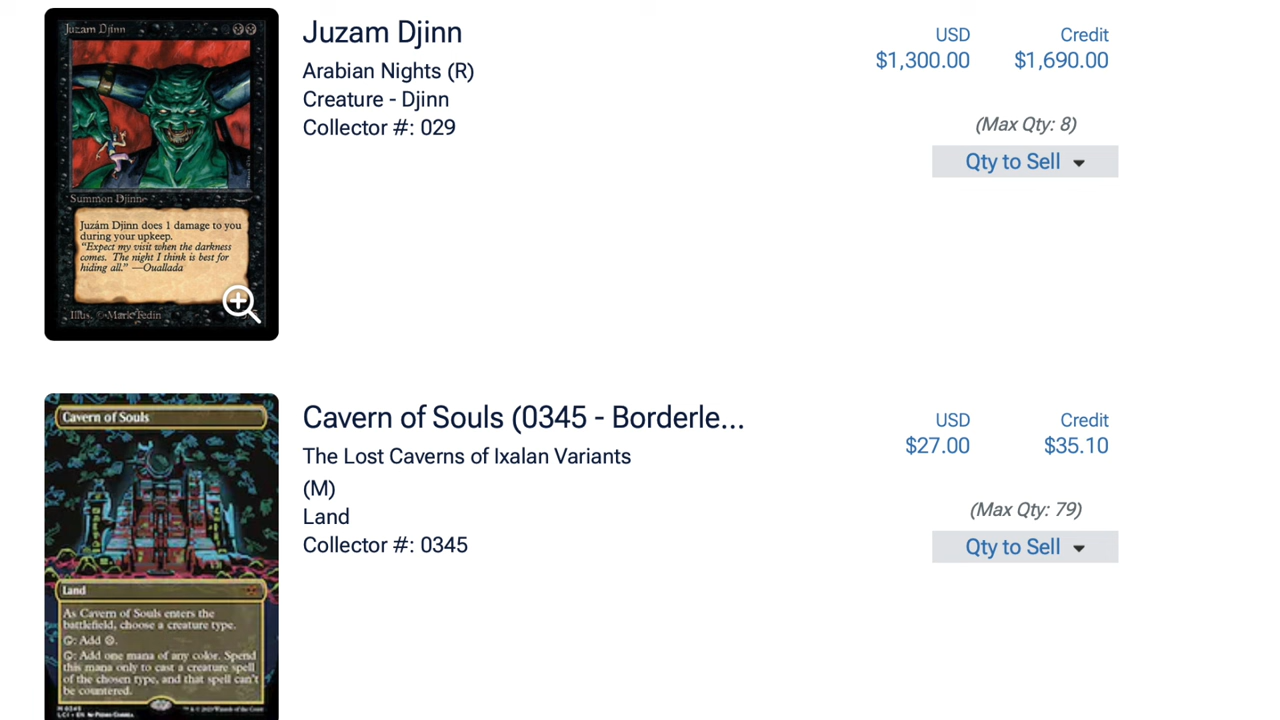 Juzam Djinn
Summon Djinn
Juzám Djinn does 1 damage to you
during your upkeep.
"Expect my visit when the darkness
comes. The night I think is best for
hiding all." —Ouallada
Illus. © Mark Tedin
Juzam Djinn
Arabian Nights (R)
Creature - Djinn
Collector #: 029
USD
$1,300.00
Credit
$1,690.00
(Max Qty: 8)
Qty to Sell
Cavern of Souls
Land
As Cavern of Souls enters the
battlefield, choose a creature type.
: Add .
: Add one mana of any color. Spend
this mana only to cast a creature spell
of the chosen type, and that spell can't
be countered.
M 0345
LCI • EN
Cavern of Souls (0345 - Borderle...
The Lost Caverns of Ixalan Variants
(M)
Land
Collector #: 0345
USD
$27.00
Credit
$35.10
(Max Qty: 79)
Qty to Sell